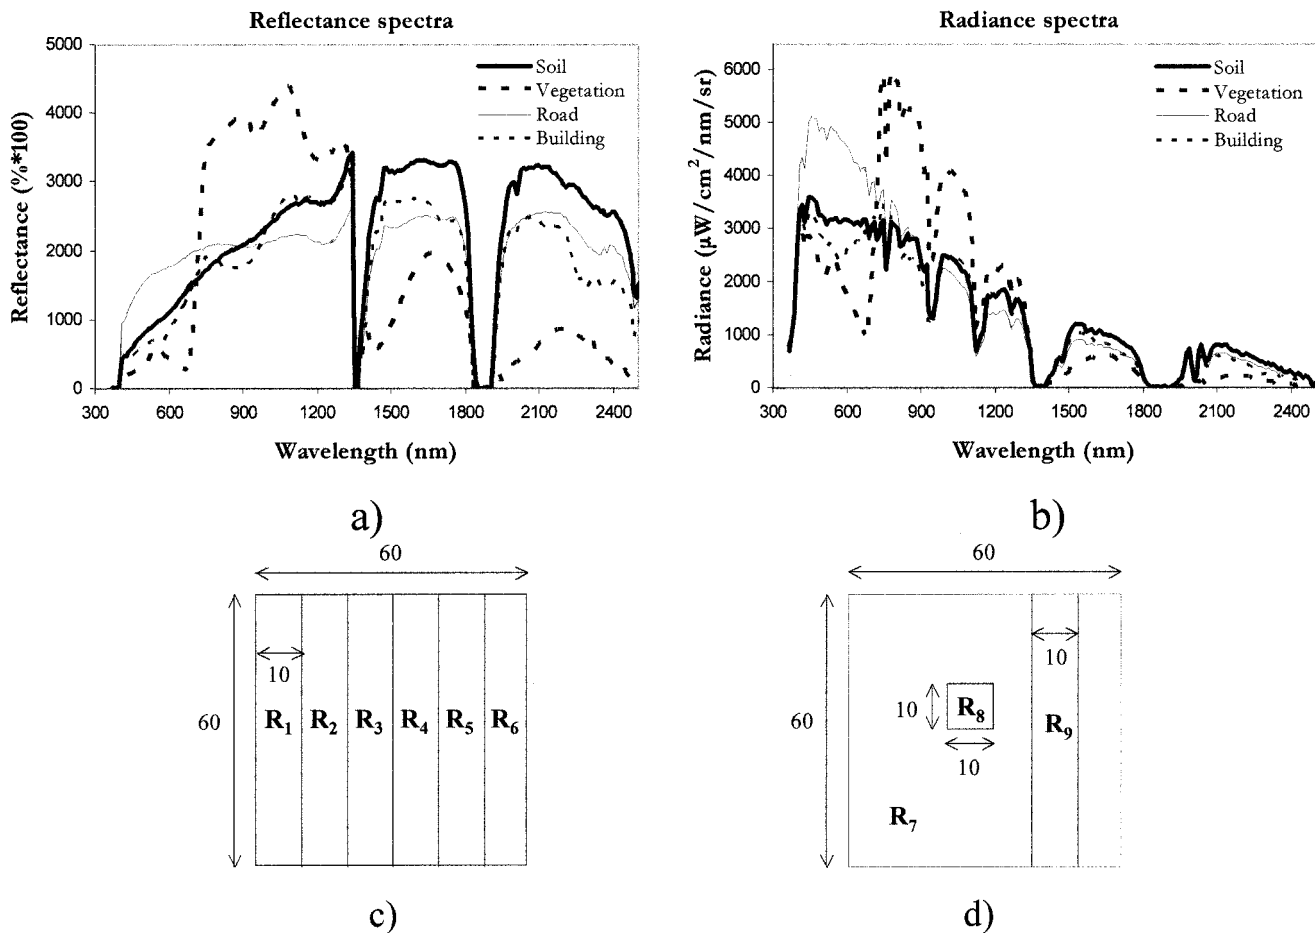 Reflectance spectra
Reflectance (%*100)
5000
4000
3000
2000
1000
0
300 600 900 1200 1500 1800 2100 2400
Wavelength (nm)
Soil
Vegetation
Road
Building
a)
Radiance spectra
Radiance (µW/cm²/nm/sr)
6000
5000
4000
3000
2000
1000
0
300 600 900 1200 1500 1800 2100 2400
Wavelength (nm)
Soil
Vegetation
Road
Building
b)
60
60
10
R₁ R₂ R₃ R₄ R₅ R₆
c)
60
60
10
10
R₈
10
R₉
R₇
d)